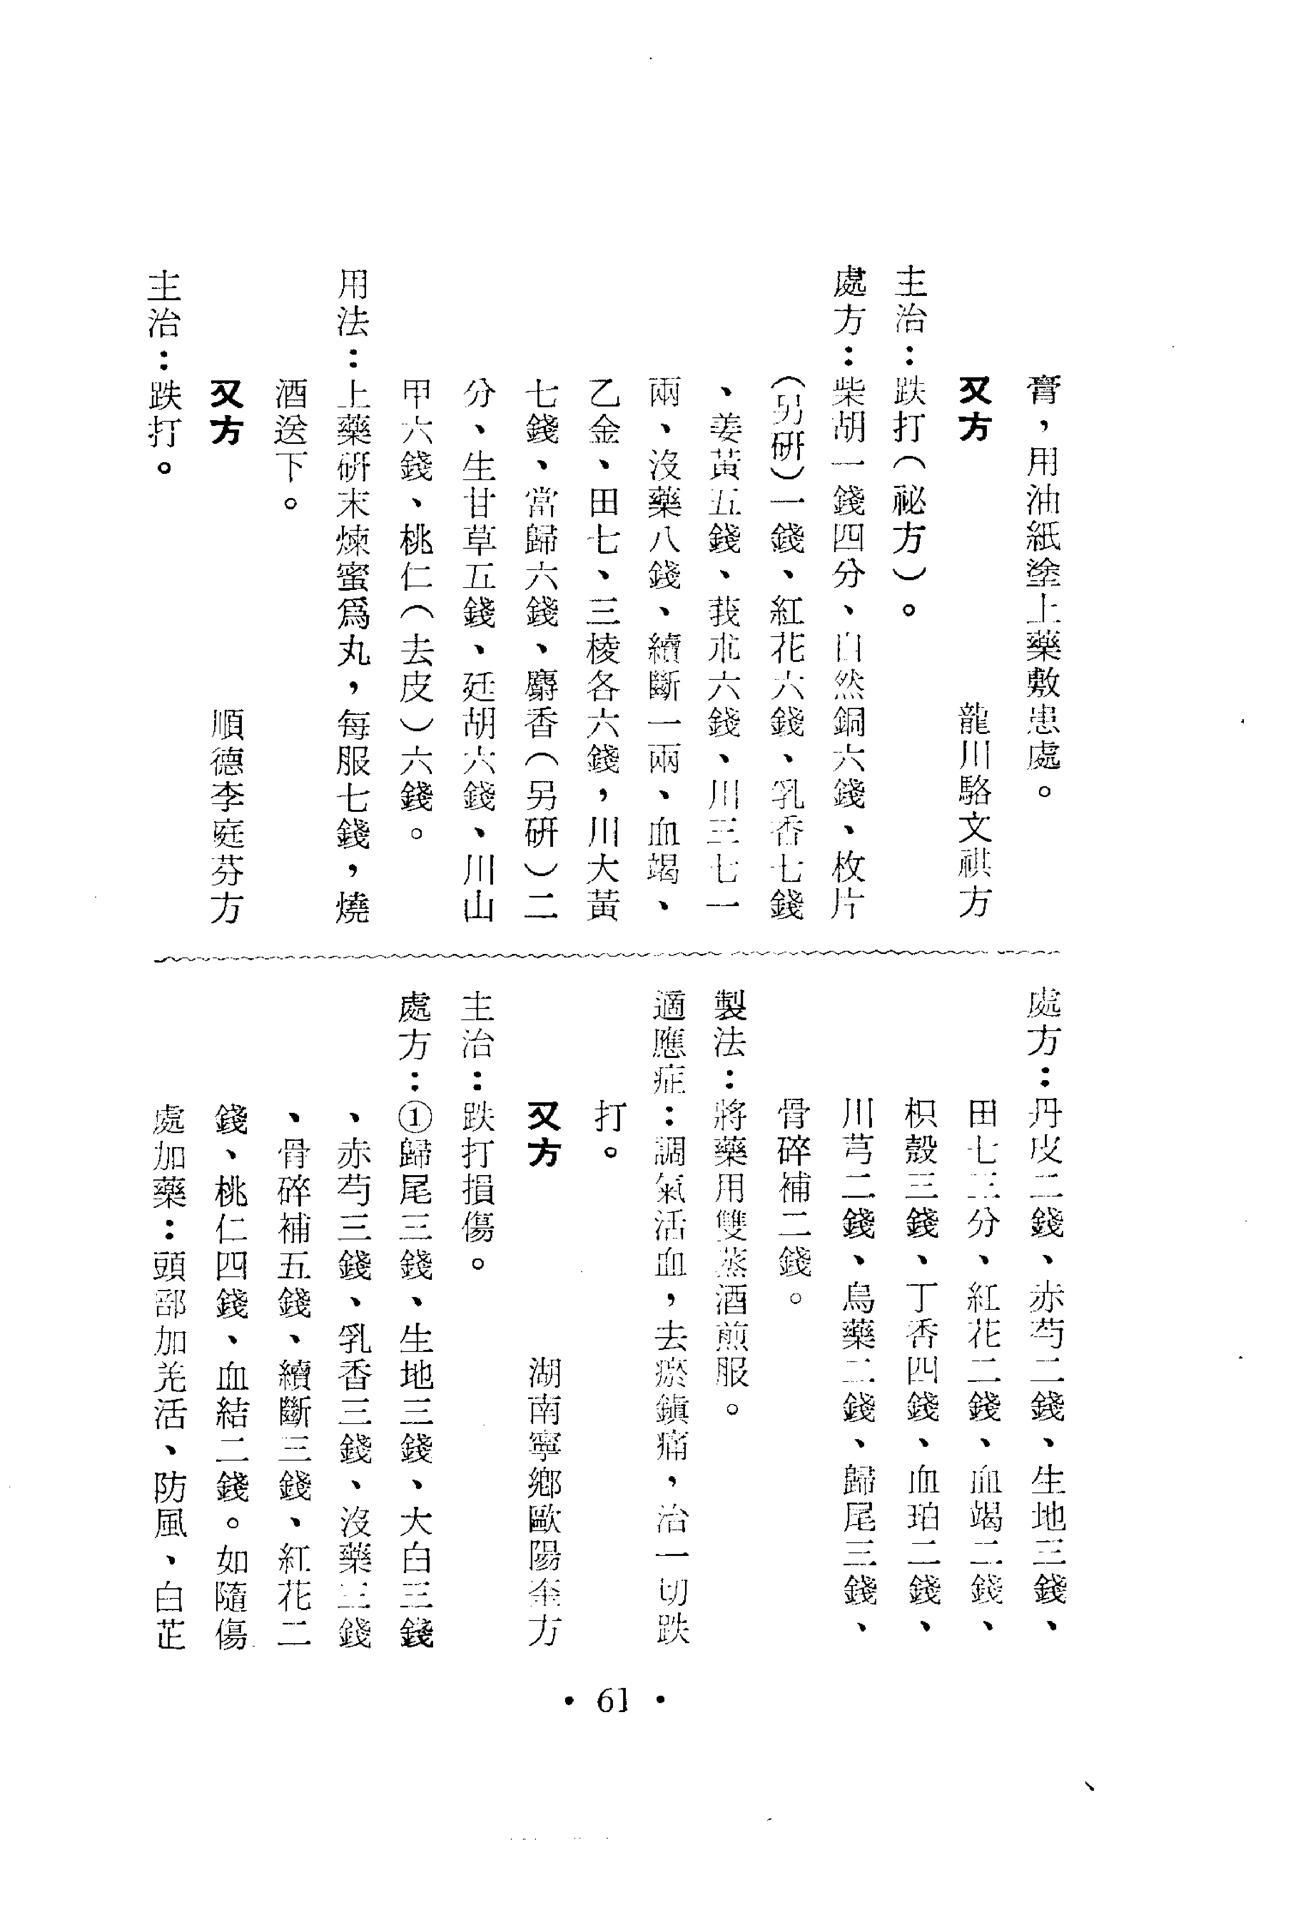 膏，用油紙塗上藥敷患處。
又方　龍川駱文祺方
主治：跌打（祕方）。
處方：柴胡一錢四分、自然銅六錢、枚片
（另研）一錢、紅花六錢、乳香七錢
、姜黃五錢、莪朮六錢、川三七一
兩、沒藥八錢、續斷一兩、血竭、
乙金、田七、三棱各六錢，川大黃
七錢、當歸六錢、麝香（另研）二
分、生甘草五錢、廷胡六錢、川山
甲六錢、桃仁（去皮）六錢。
用法：上藥研末煉蜜爲丸，每服七錢，燒
酒送下。
又方　順德李庭芬方
主治：跌打。
處方：丹皮二錢、赤芍二錢、生地三錢、
田七三分、紅花二錢、血竭二錢、
枳殼三錢、丁香四錢、血珀二錢、
川芎二錢、烏藥二錢、歸尾三錢、
骨碎補二錢。
製法：將藥用雙蒸酒煎服。
適應症：調氣活血，去瘀鎮痛，治一切跌
打。
又方　湖南寧鄉歐陽奎方
主治：跌打損傷。
處方：①歸尾三錢、生地三錢、大白三錢
、赤芍三錢、乳香三錢、沒藥三錢
、骨碎補五錢、續斷三錢、紅花二
錢、桃仁四錢、血結二錢。如隨傷
處加藥：頭部加羌活、防風、白芷
• 61 •